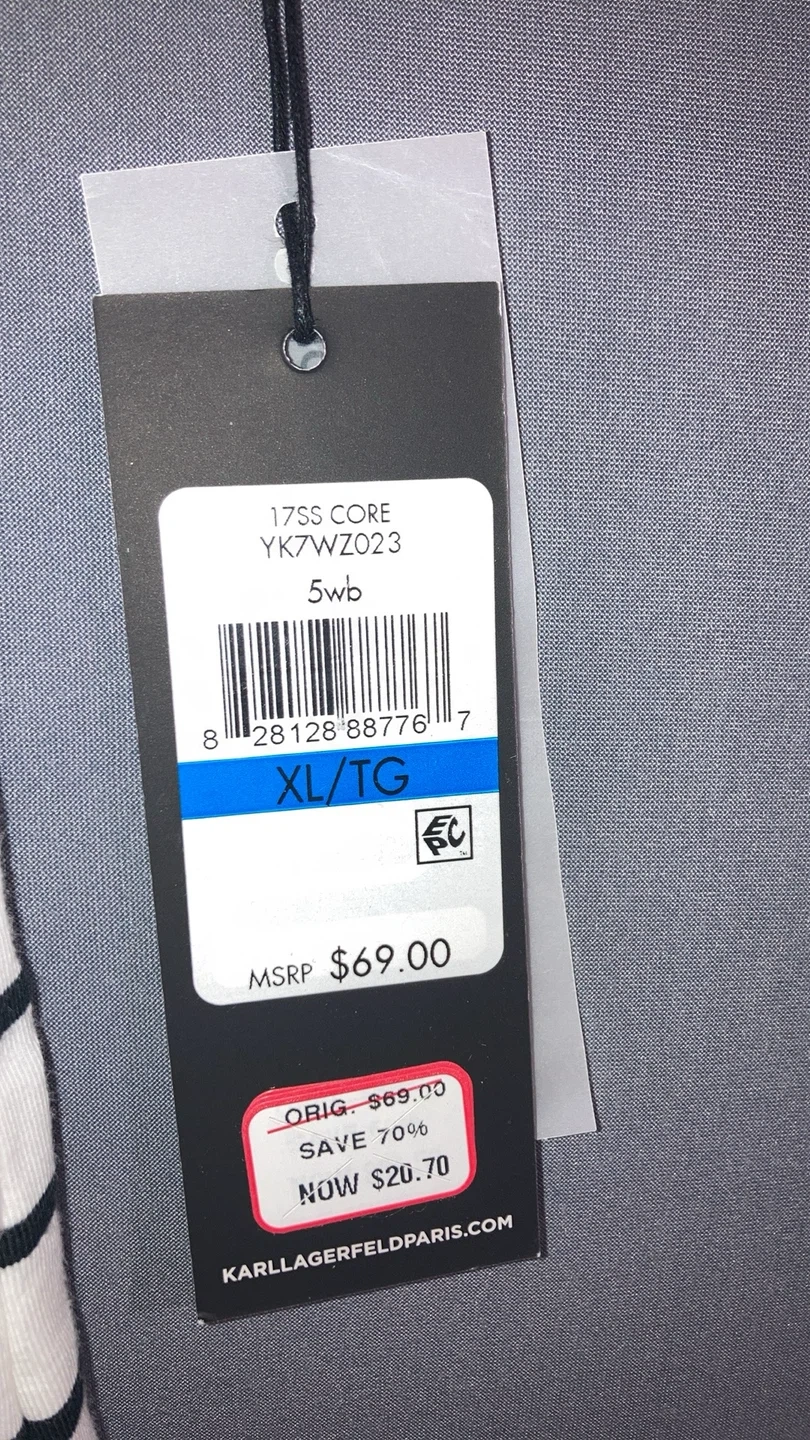 17SS CORE
YK7WZ023
5wb
8 28128 88776 7
XL/TG
EPC
TM
MSRP $69.00
ORIG. $69.00
SAVE 70%
NOW $20.70
KARLLAGERFELDPARIS.COM